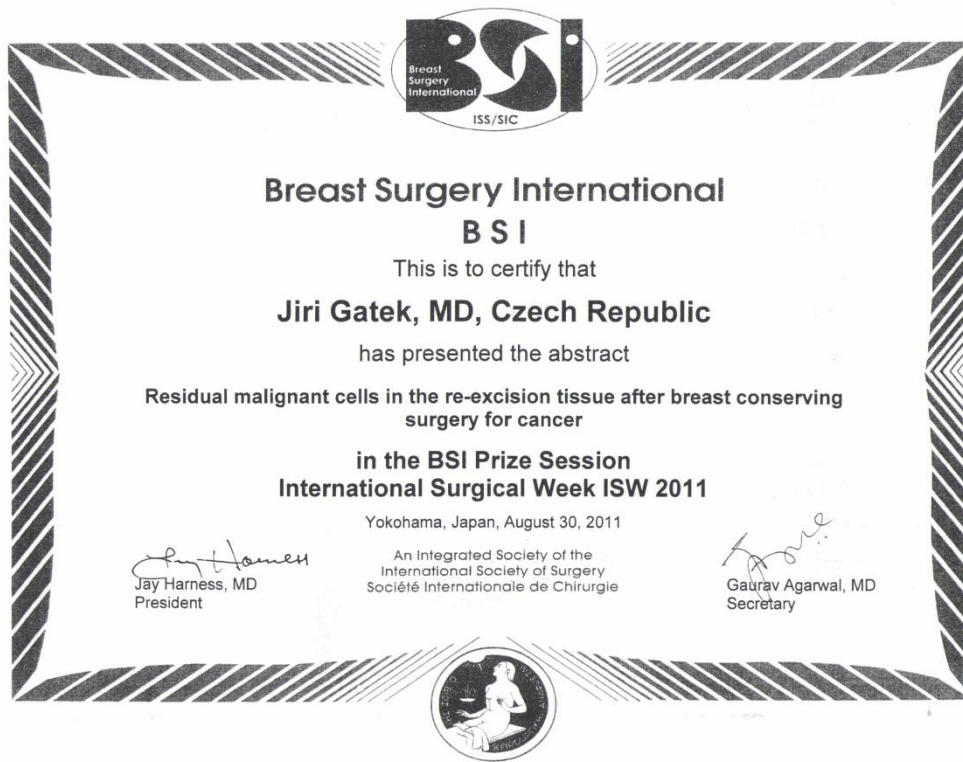 BSI
Breast
Surgery
International
ISS/SIC
Breast Surgery International
B S I
This is to certify that
Jiri Gatek, MD, Czech Republic
has presented the abstract
Residual malignant cells in the re-excision tissue after breast conserving
surgery for cancer
in the BSI Prize Session
International Surgical Week ISW 2011
Yokohama, Japan, August 30, 2011
An Integrated Society of the
International Society of Surgery
Société Internationale de Chirurgie
Jay Harness
Jay Harness, MD
President
Gaurav Agarwal, MD
Secretary